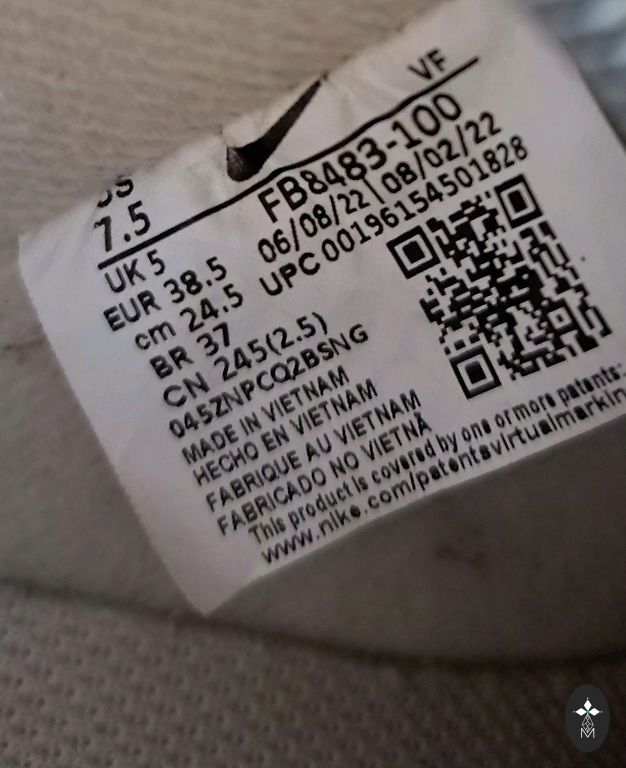 US VF
7.5 FB8483-100
UK 5 06/08/22\08/02/22
EUR 38.5 UPC 00196154501828
cm 24.5
BR 37
CN 245(2.5)
045ZNPCQ2BSNG
MADE IN VIETNAM
HECHO EN VIETNAM
FABRIQUE AU VIETNAM
FABRICADO NO VIETNÃ
This product is covered by one or more patents:
www.nike.com/patentsvirtualmarkin
M